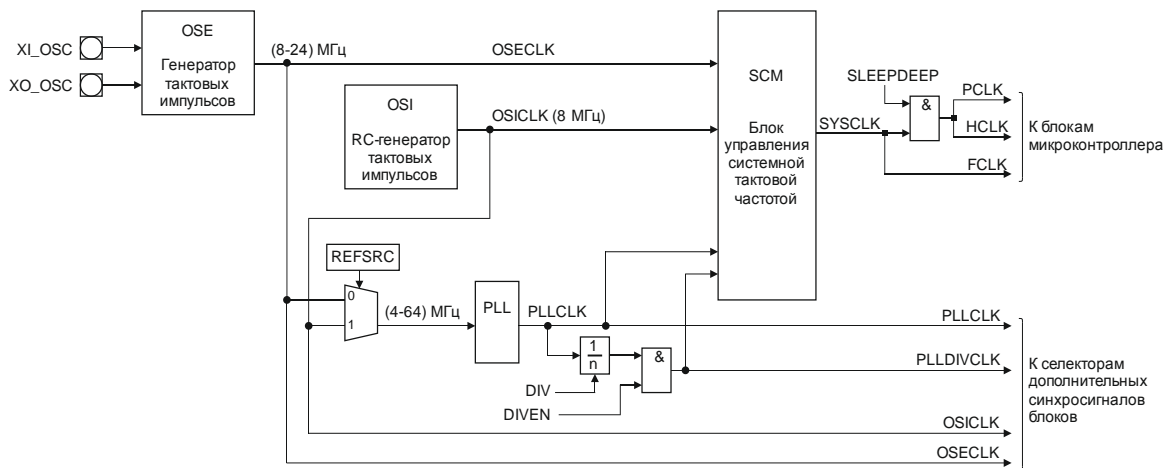 XI_OSC
XO_OSC
OSE
Генератор
тактовых
импульсов
(8-24) МГц
OSECLK
OSI
RC-генератор
тактовых
импульсов
OSICLK (8 МГц)
SCM
Блок
управления
системной
тактовой
частотой
SYSCLK
SLEEPDEEP
&
PCLK
HCLK
FCLK
К блокам
микроконтроллера
REFSRC
0
1
(4-64) МГц
PLL
PLLCLK
1
n
&
DIV
DIVEN
PLLCLK
PLLDIVCLK
OSICLK
OSECLK
К селекторам
дополнительных
синхросигналов
блоков